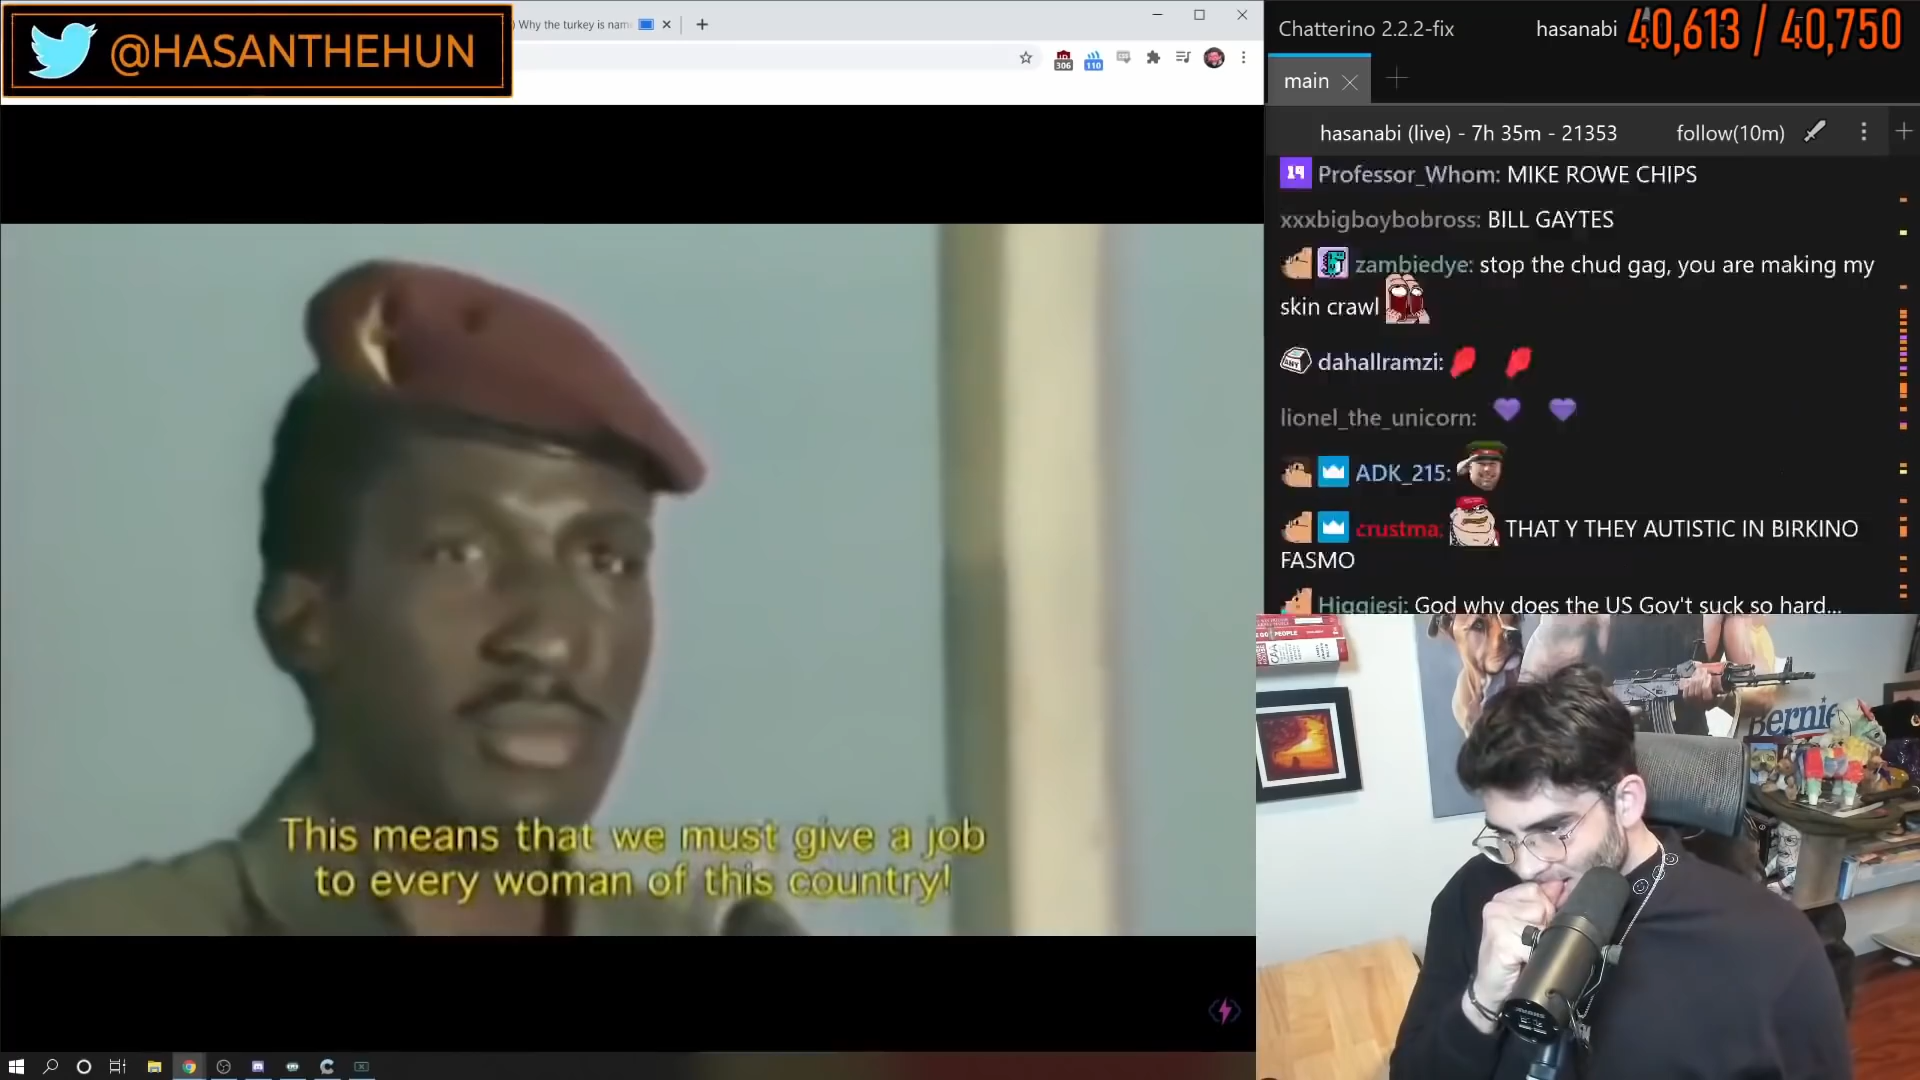 @HASANTHEHUN
Why the turkey is nam
306
110
Chatterino 2.2.2-fix
hasanabi
40,613 / 40,750
main
hasanabi (live) - 7h 35m - 21353
follow(10m)
19 Professor_Whom: MIKE ROWE CHIPS
xxxbigboybobross: BILL GAYTES
zambiedye: stop the chud gag, you are making my
skin crawl
dahallramzi:
lionel_the_unicorn:
ADK_215:
crustma: THAT Y THEY AUTISTIC IN BIRKINO
FASMO
Higgiesi: God why does the US Gov't suck so hard...
PEOPLE
Bernie
This means that we must give a job
to every woman of this country!